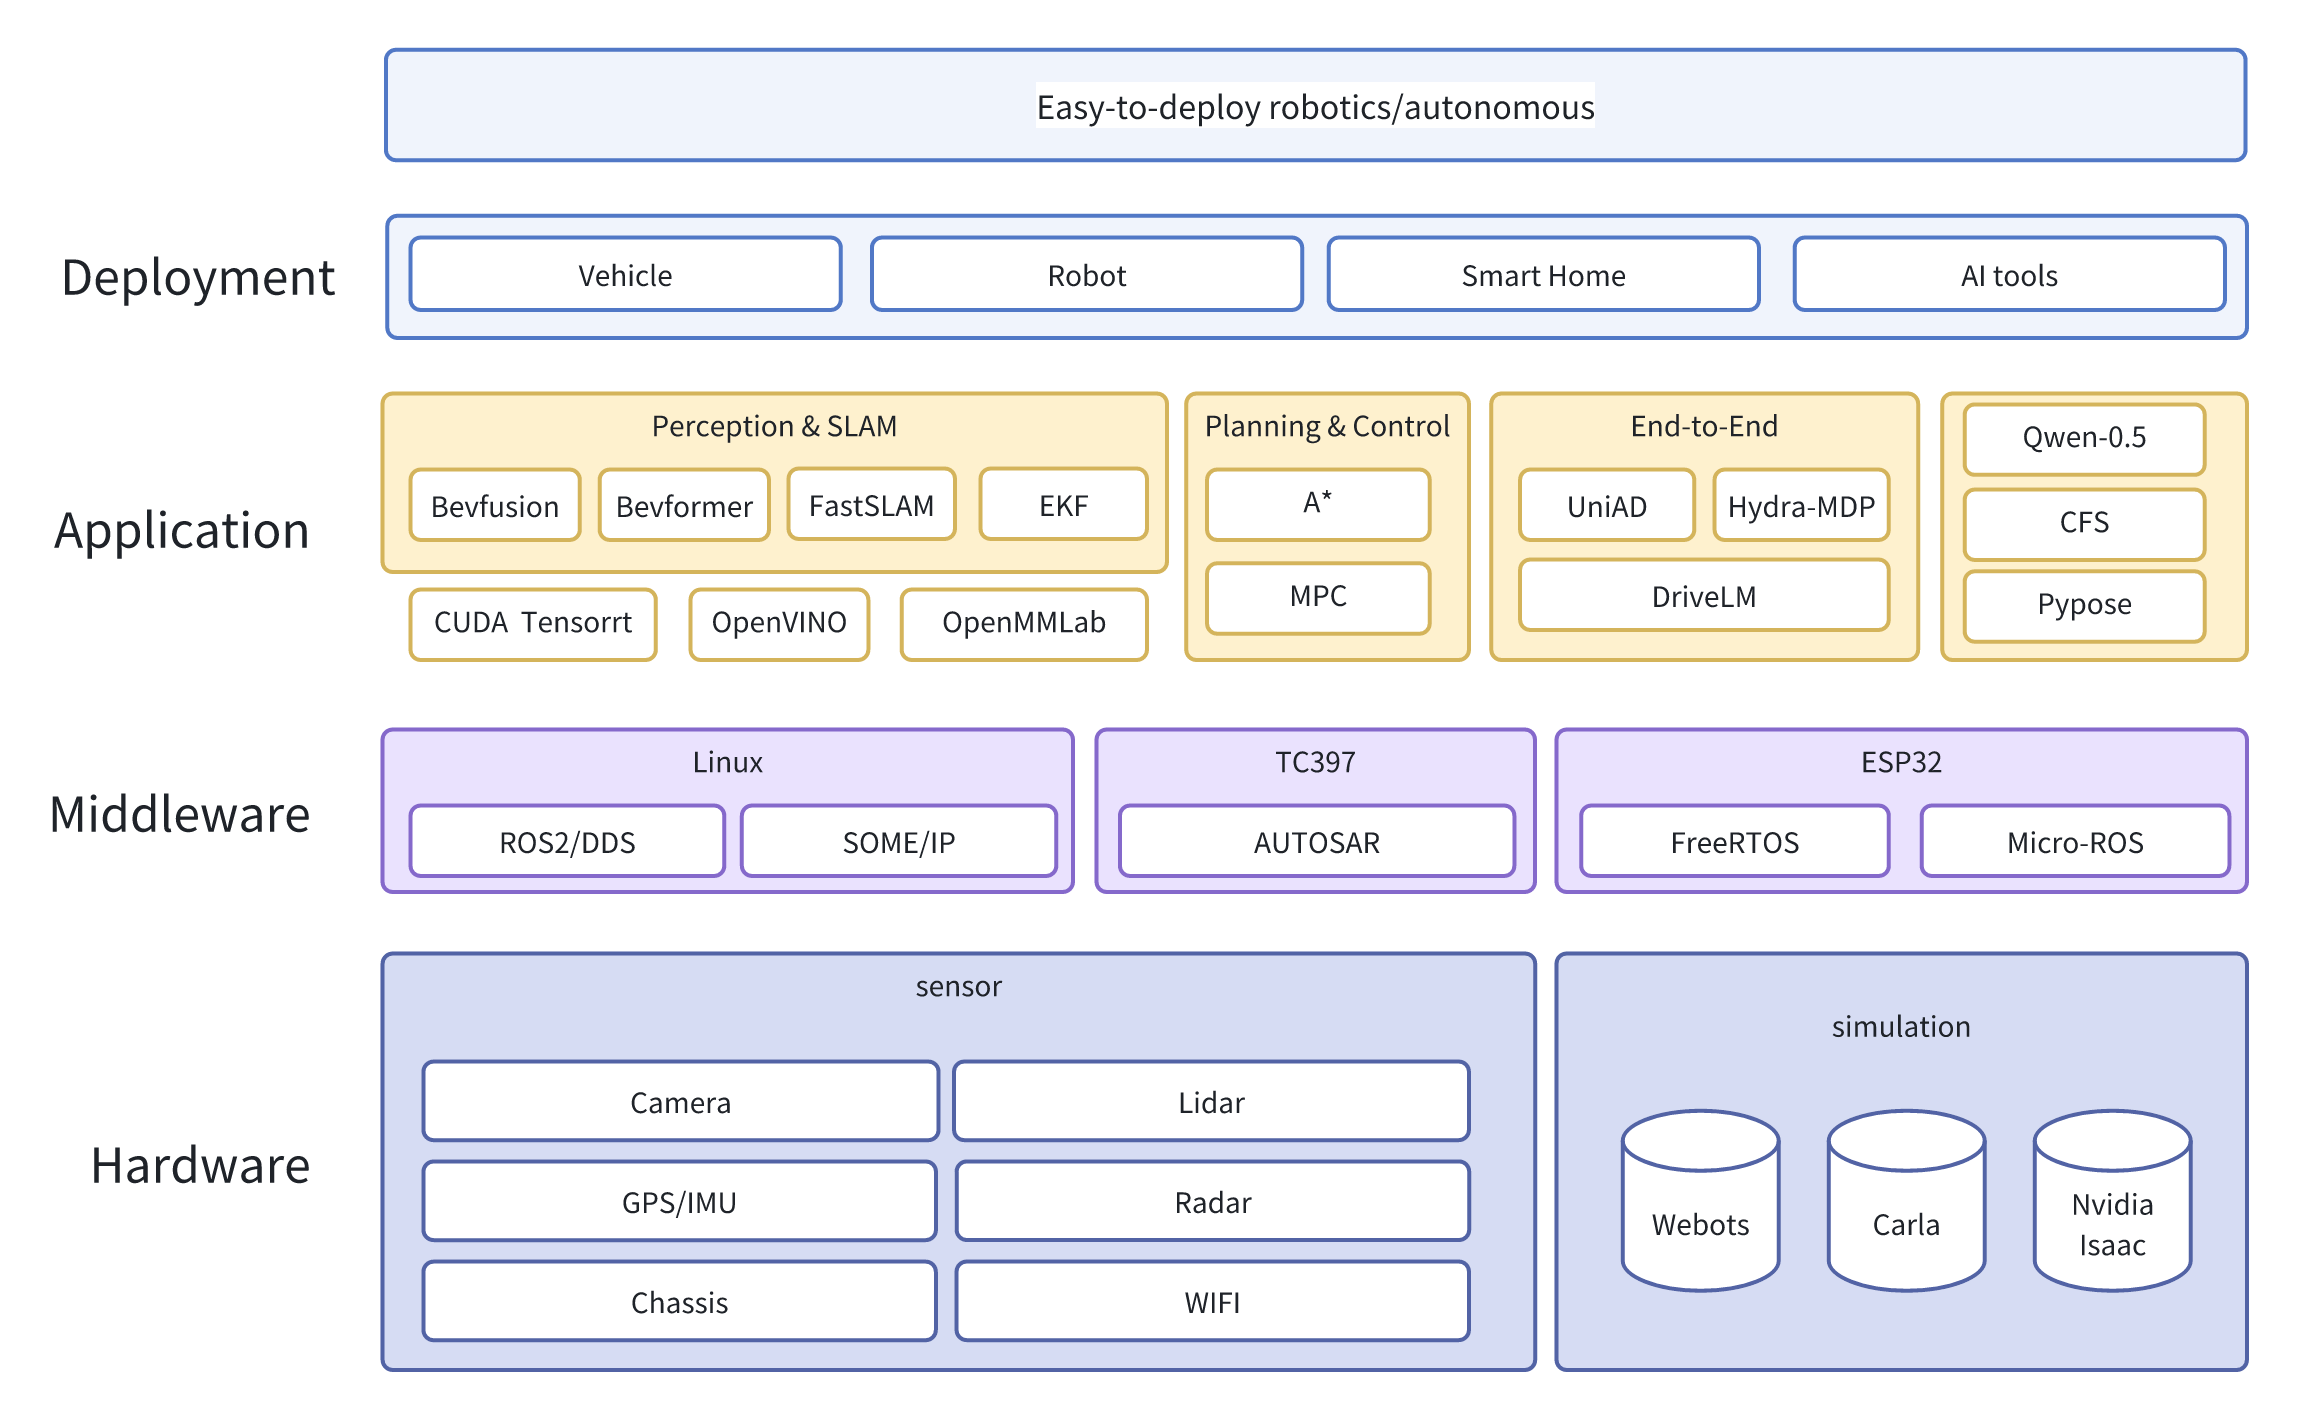 Easy-to-deploy robotics/autonomous
Deployment
Vehicle
Robot
Smart Home
AI tools
Application
Perception & SLAM
Bevfusion
Bevformer
FastSLAM
EKF
CUDA  Tensorrt
OpenVINO
OpenMMLab
Planning & Control
A*
MPC
End-to-End
UniAD
Hydra-MDP
DriveLM
Qwen-0.5
CFS
Pypose
Middleware
Linux
ROS2/DDS
SOME/IP
TC397
AUTOSAR
ESP32
FreeRTOS
Micro-ROS
Hardware
sensor
Camera
Lidar
GPS/IMU
Radar
Chassis
WIFI
simulation
Webots
Carla
Nvidia
Isaac